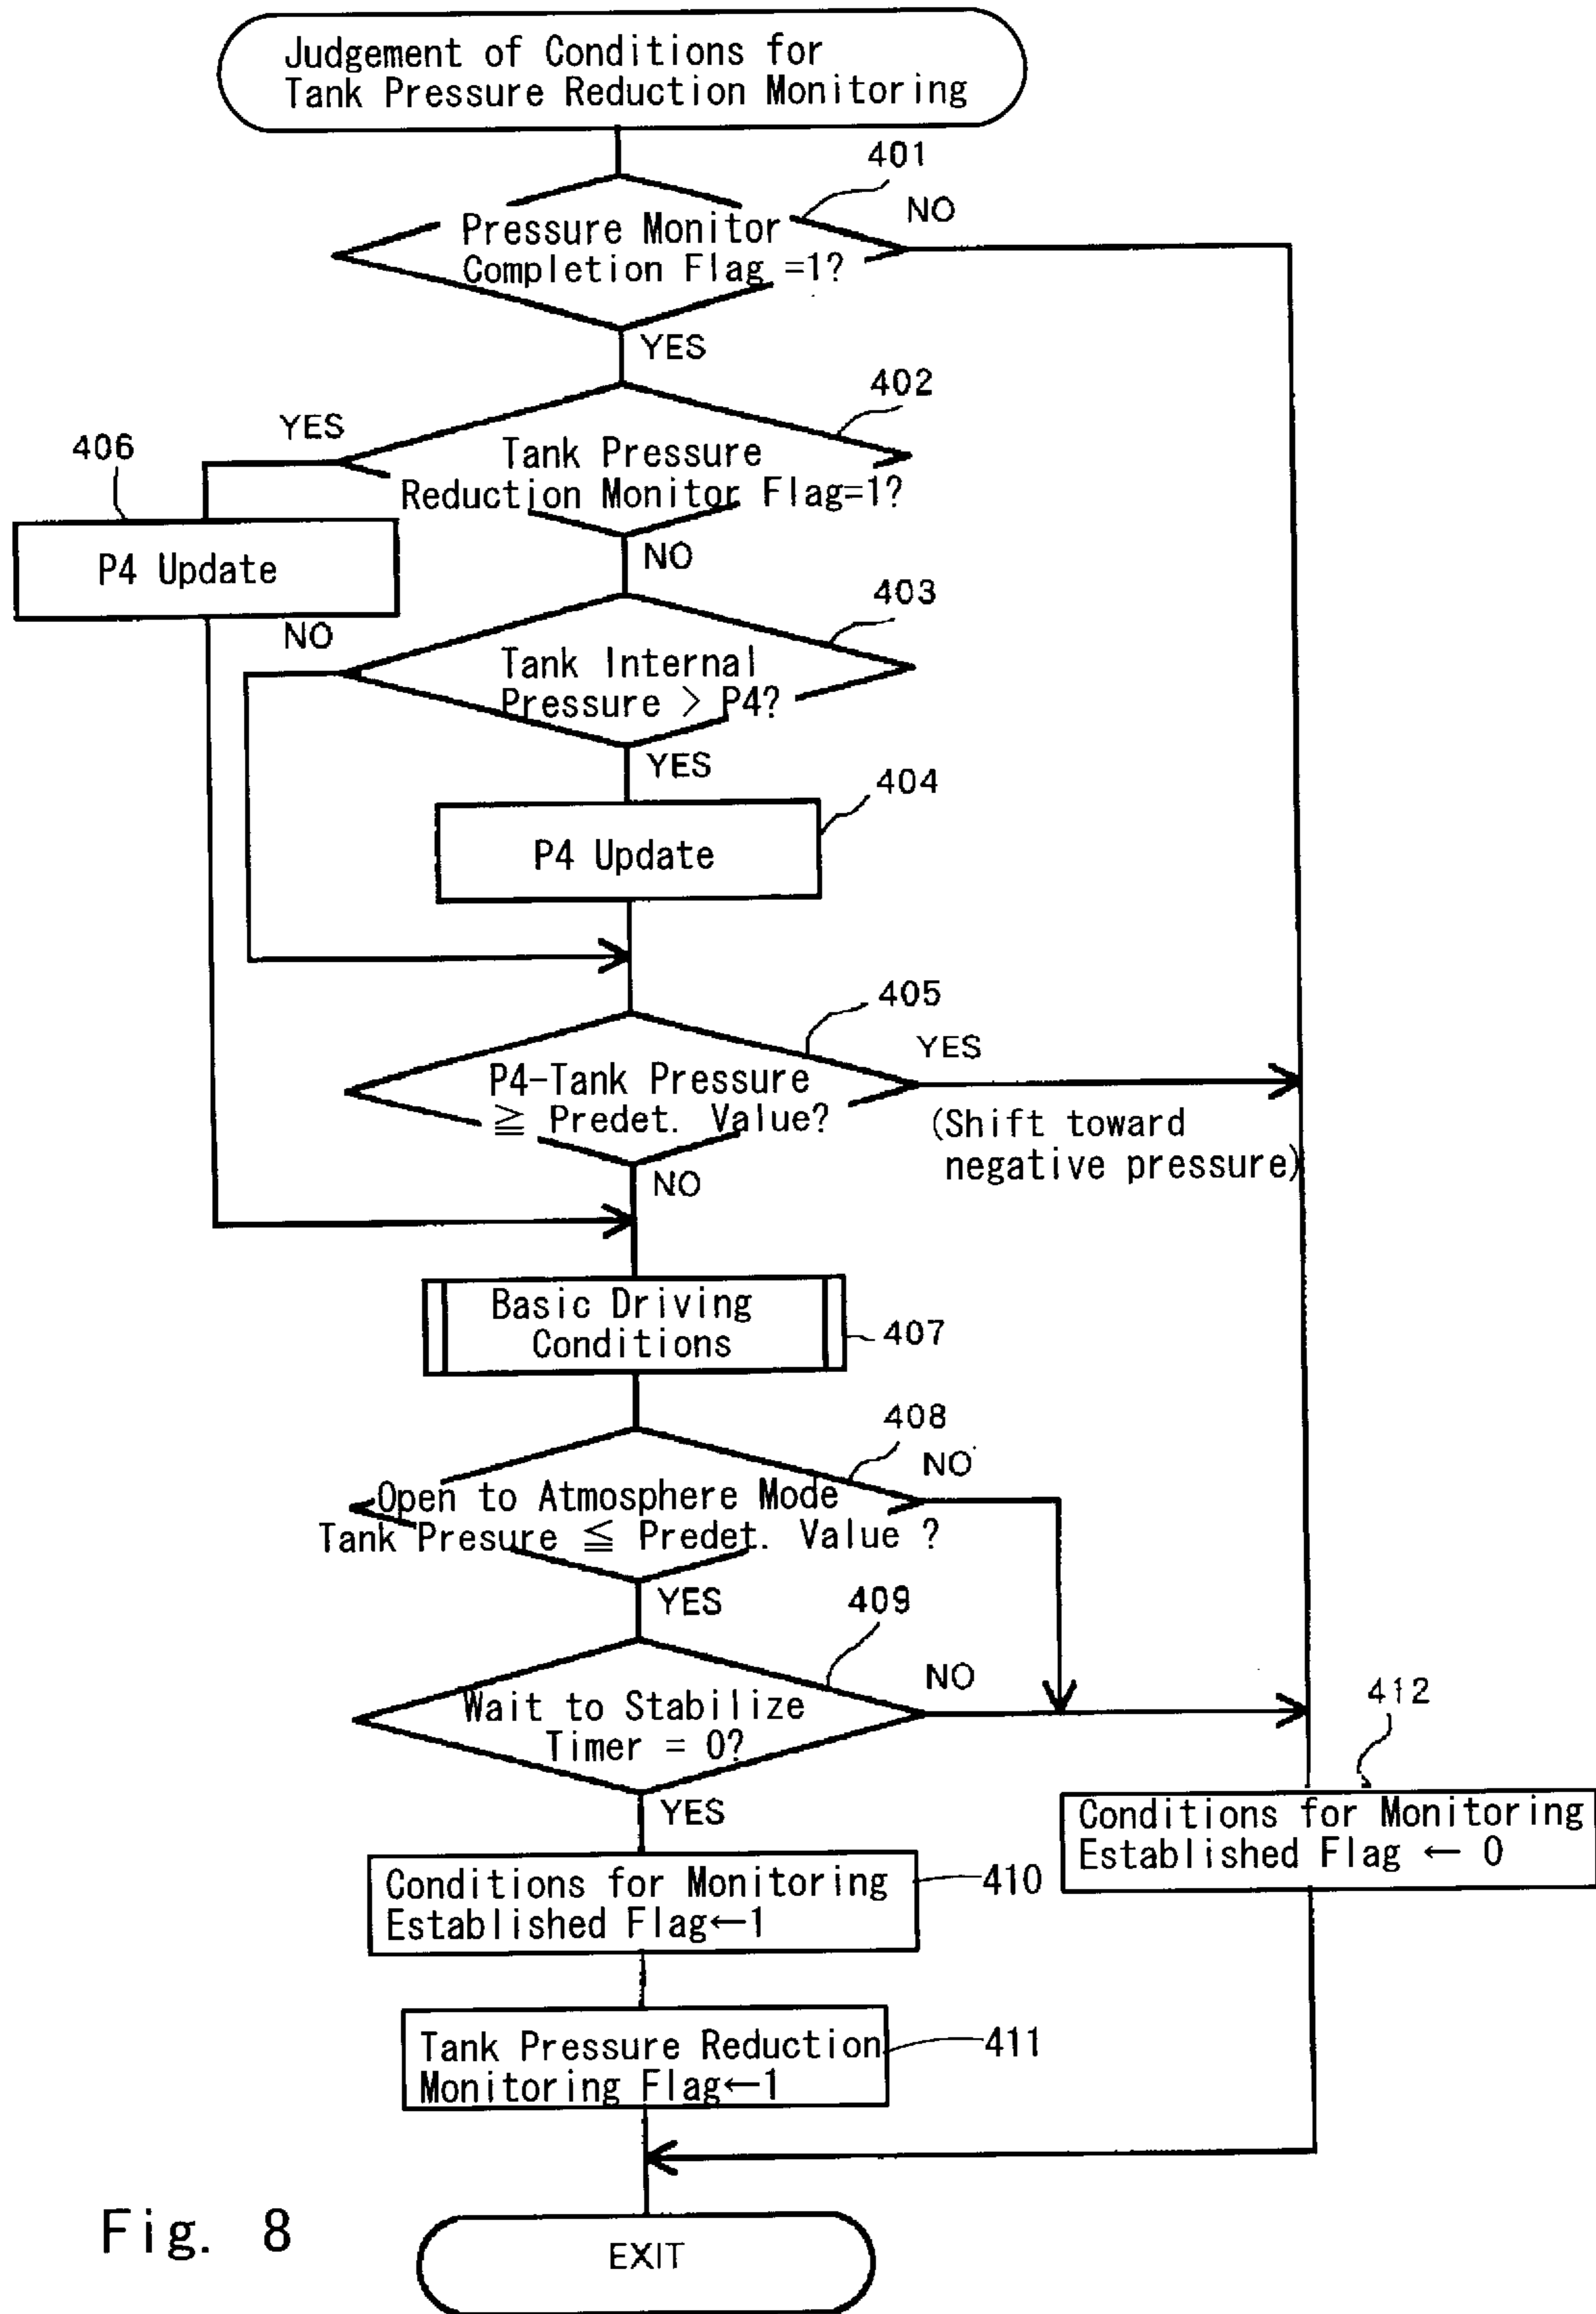 Judgement of Conditions for
Tank Pressure Reduction Monitoring
401
NO
Pressure Monitor
Completion Flag =1?
YES
402
YES
406
Tank Pressure
Reduction Monitor Flag=1?
P4 Update
NO
403
NO
Tank Internal
Pressure > P4?
YES
404
P4 Update
405
YES
P4-Tank Pressure
≧ Predet. Value?
(Shift toward
negative pressure)
NO
Basic Driving
Conditions
407
408
NO
Open to Atmosphere Mode
Tank Presure ≦ Predet. Value ?
YES
409
NO
Wait to Stabilize
Timer = 0?
412
YES
Conditions for Monitoring
Established Flag ← 0
Conditions for Monitoring
Established Flag←1
410
Tank Pressure Reduction
Monitoring Flag←1
411
Fig. 8
EXIT